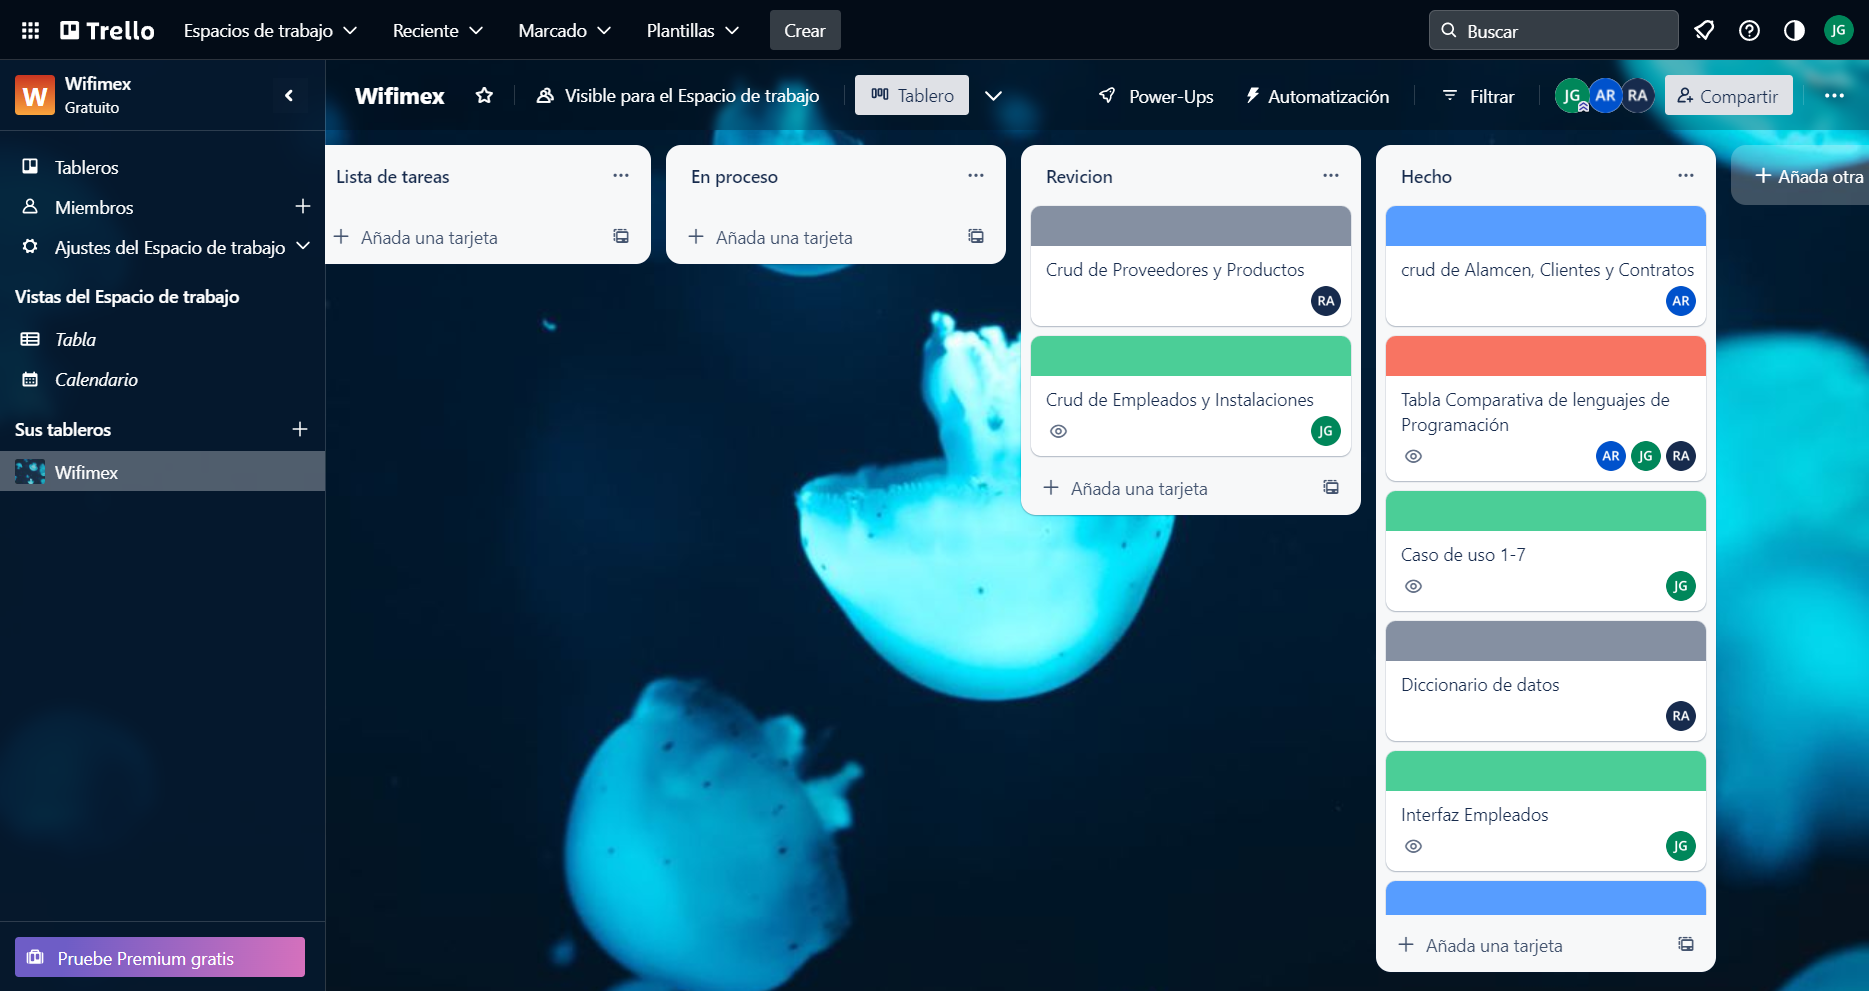 Trello
Espacios de trabajo
Reciente
Marcado
Plantillas
Crear
Buscar
JG
W
Wifimex
Gratuito
Tableros
Miembros
Ajustes del Espacio de trabajo
Vistas del Espacio de trabajo
Tabla
Calendario
Sus tableros
Wifimex
Pruebe Premium gratis
Wifimex
Visible para el Espacio de trabajo
Tablero
Power-Ups
Automatización
Filtrar
JG
AR
RA
Compartir
Lista de tareas
Añada una tarjeta
En proceso
Añada una tarjeta
Revicion
Crud de Proveedores y Productos
RA
Crud de Empleados y Instalaciones
JG
Añada una tarjeta
Hecho
crud de Alamcen, Clientes y Contratos
AR
Tabla Comparativa de lenguajes de
Programación
AR
JG
RA
Caso de uso 1-7
JG
Diccionario de datos
RA
Interfaz Empleados
JG
Añada una tarjeta
Añada otra